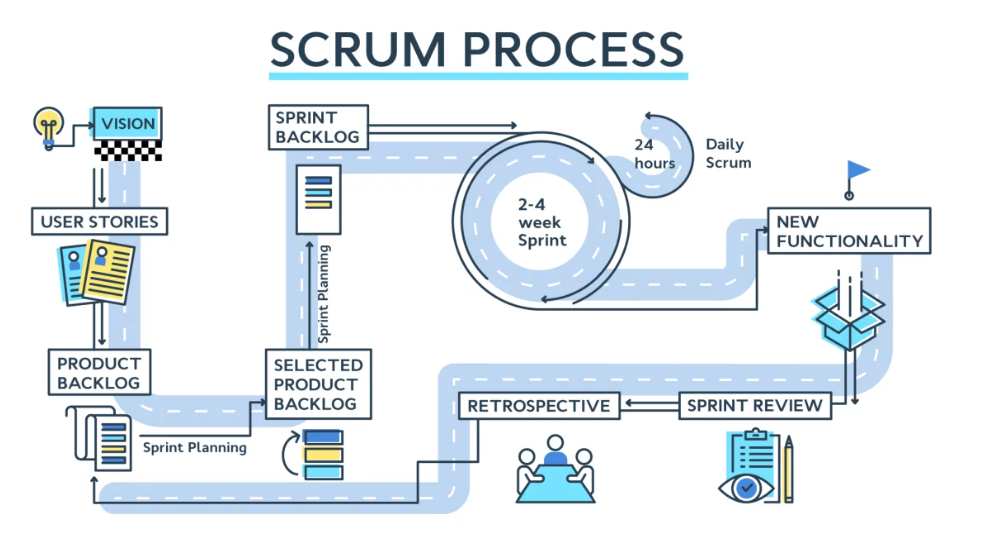 SCRUM PROCESS
VISION
USER STORIES
PRODUCT
BACKLOG
Sprint Planning
SELECTED
PRODUCT
BACKLOG
Sprint Planning
SPRINT
BACKLOG
2-4
week
Sprint
24
hours
Daily
Scrum
NEW
FUNCTIONALITY
SPRINT REVIEW
RETROSPECTIVE